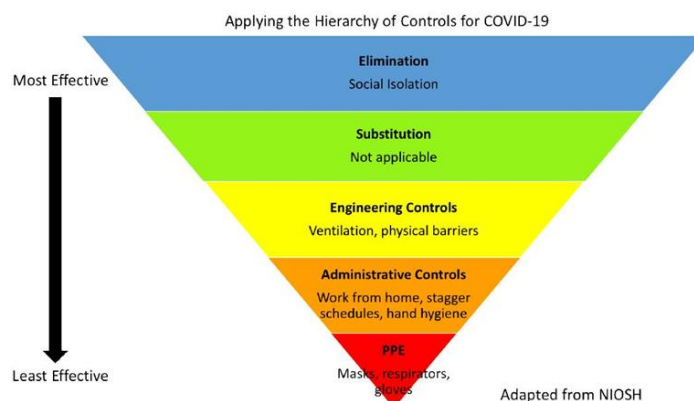 Applying the Hierarchy of Controls for COVID-19
Most Effective
Elimination
Social Isolation
Substitution
Not applicable
Engineering Controls
Ventilation, physical barriers
Administrative Controls
Work from home, stagger
schedules, hand hygiene
PPE
Masks, respirators,
gloves
Least Effective
Adapted from NIOSH